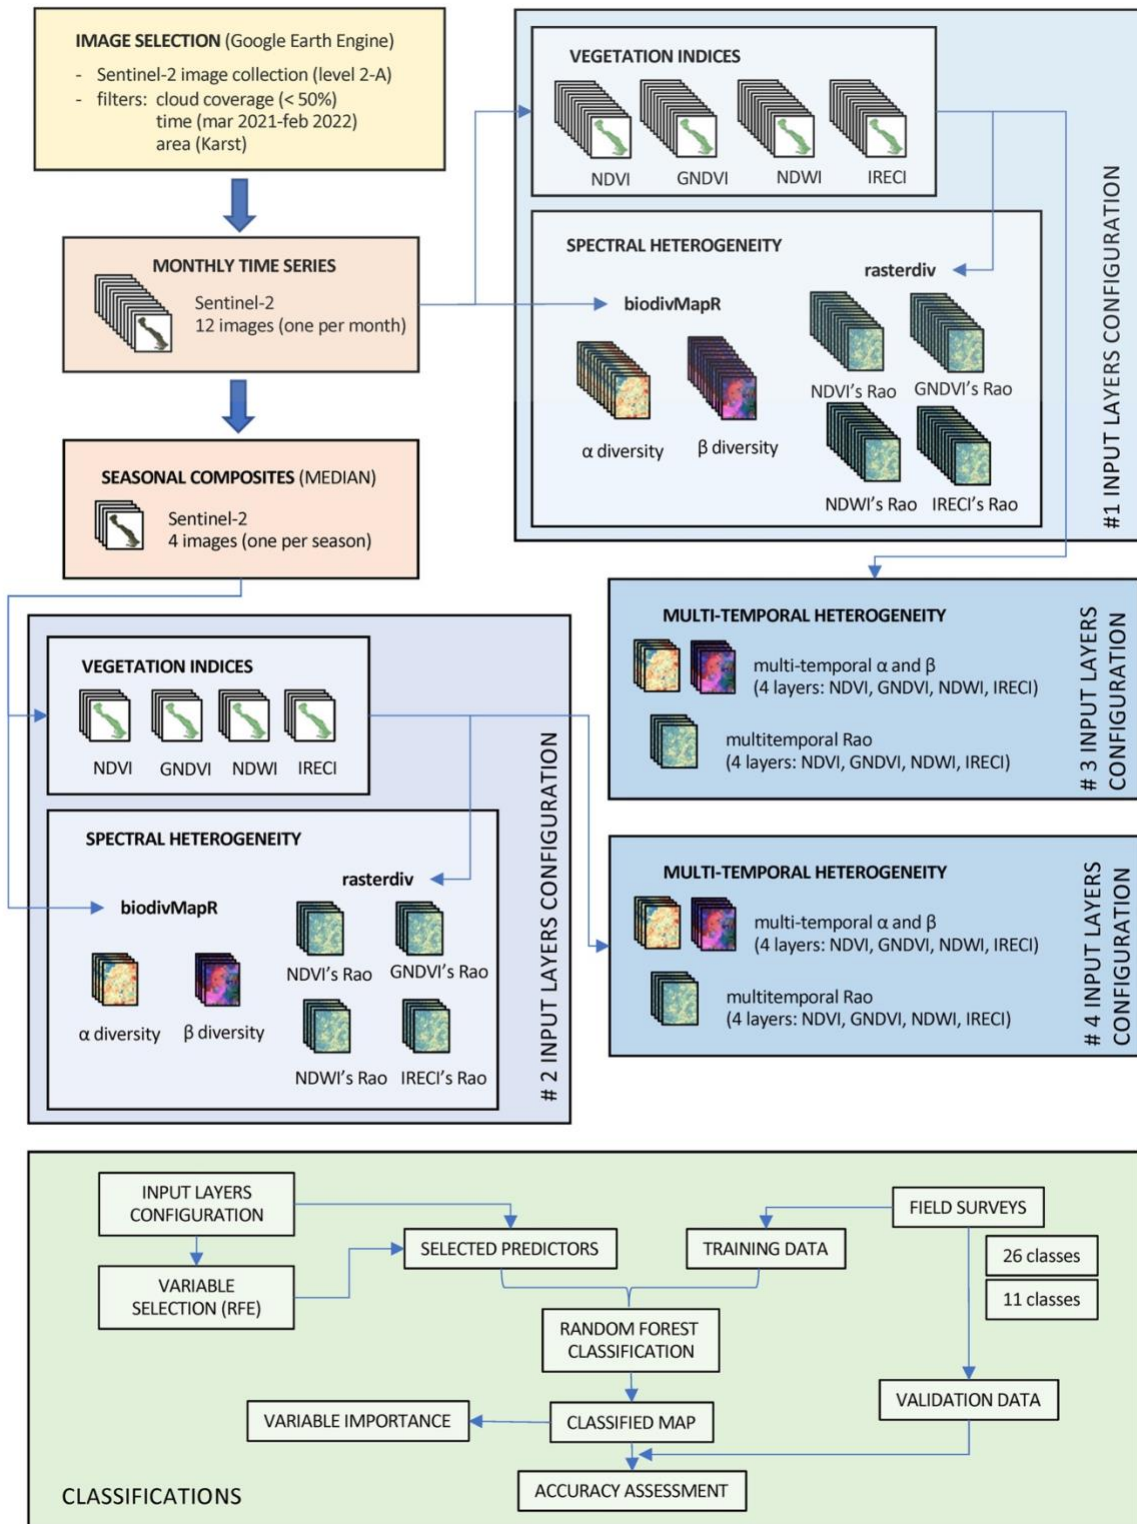 IMAGE SELECTION (Google Earth Engine)
- Sentinel-2 image collection (level 2-A)
- filters: cloud coverage (< 50%)
time (mar 2021-feb 2022)
area (Karst)
MONTHLY TIME SERIES
Sentinel-2
12 images (one per month)
SEASONAL COMPOSITES (MEDIAN)
Sentinel-2
4 images (one per season)
VEGETATION INDICES
NDVI
GNDVI
NDWI
IRECI
SPECTRAL HETEROGENEITY
rasterdiv
biodivMapR
NDVI’s Rao
GNDVI’s Rao
α diversity
β diversity
NDWI’s Rao
IRECI’s Rao
#1 INPUT LAYERS CONFIGURATION
VEGETATION INDICES
NDVI
GNDVI
NDWI
IRECI
SPECTRAL HETEROGENEITY
rasterdiv
biodivMapR
NDVI’s Rao
GNDVI’s Rao
α diversity
β diversity
NDWI’s Rao
IRECI’s Rao
# 2 INPUT LAYERS CONFIGURATION
MULTI-TEMPORAL HETEROGENEITY
multi-temporal α and β
(4 layers: NDVI, GNDVI, NDWI, IRECI)
multitemporal Rao
(4 layers: NDVI, GNDVI, NDWI, IRECI)
# 3 INPUT LAYERS
CONFIGURATION
MULTI-TEMPORAL HETEROGENEITY
multi-temporal α and β
(4 layers: NDVI, GNDVI, NDWI, IRECI)
multitemporal Rao
(4 layers: NDVI, GNDVI, NDWI, IRECI)
# 4 INPUT LAYERS
CONFIGURATION
INPUT LAYERS
CONFIGURATION
VARIABLE
SELECTION (RFE)
SELECTED PREDICTORS
TRAINING DATA
FIELD SURVEYS
26 classes
11 classes
RANDOM FOREST
CLASSIFICATION
VALIDATION DATA
VARIABLE IMPORTANCE
CLASSIFIED MAP
ACCURACY ASSESSMENT
CLASSIFICATIONS